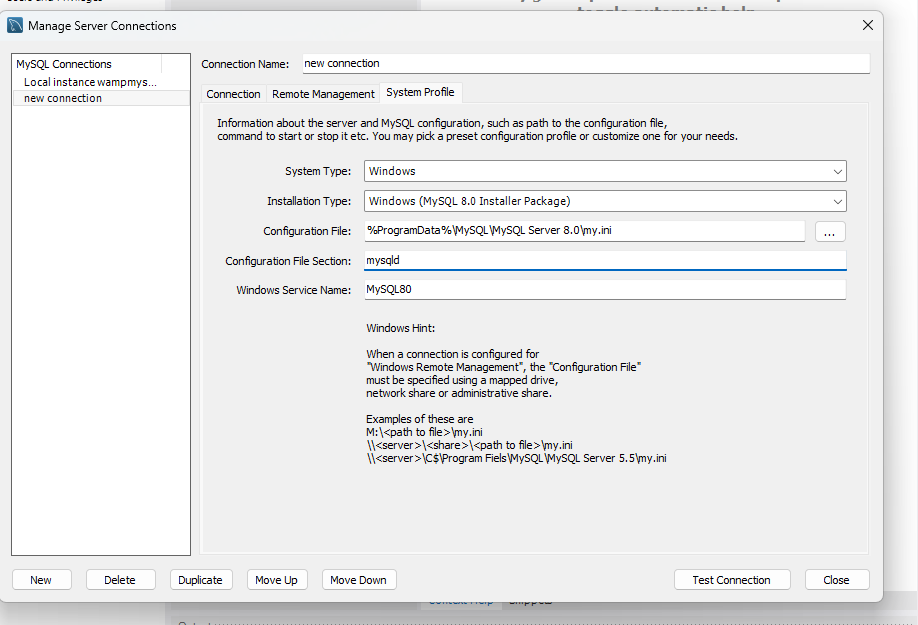 Manage Server Connections
MySQL Connections
Local instance wampmys...
new connection
Connection Name: new connection
Connection Remote Management System Profile
Information about the server and MySQL configuration, such as path to the configuration file,
command to start or stop it etc. You may pick a preset configuration profile or customize one for your needs.
System Type: Windows
Installation Type: Windows (MySQL 8.0 Installer Package)
Configuration File: %ProgramData%\MySQL\MySQL Server 8.0\my.ini ...
Configuration File Section: mysqld
Windows Service Name: MySQL80
Windows Hint:
When a connection is configured for
"Windows Remote Management", the "Configuration File"
must be specified using a mapped drive,
network share or administrative share.
Examples of these are
M:\<path to file>\my.ini
\\<server>\<share>\<path to file>\my.ini
\\<server>\C$\Program Fiels\MySQL\MySQL Server 5.5\my.ini
New Delete Duplicate Move Up Move Down Test Connection Close